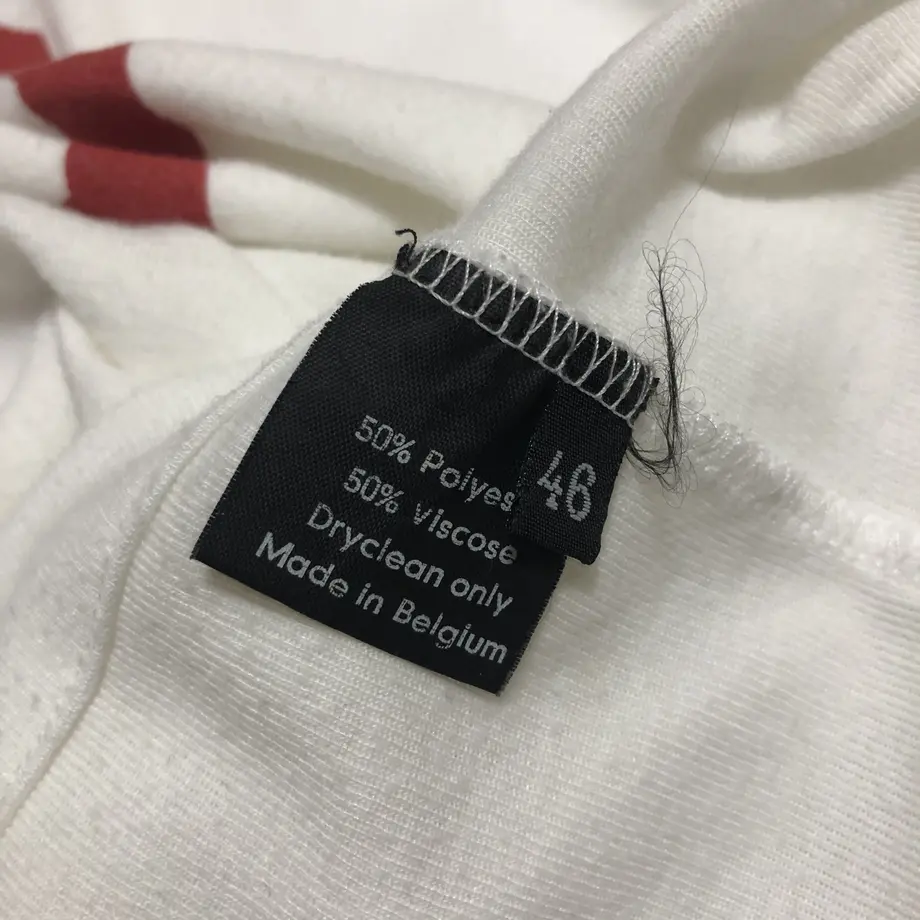 50% Polyes
50% viscose
Dryclean only
Made in Belgium
46